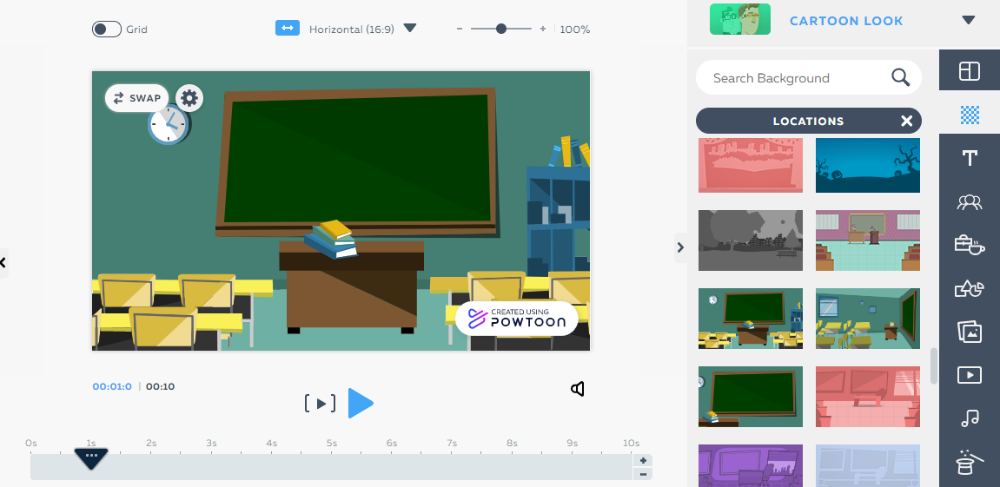 Grid
Horizontal (16:9)
− + 100%
CARTOON LOOK
Search Background
LOCATIONS
SWAP
CREATED USING
POWTOON
00:01:0 | 00:10
0s 1s 2s 3s 4s 5s 6s 7s 8s 9s 10s
+
−
T